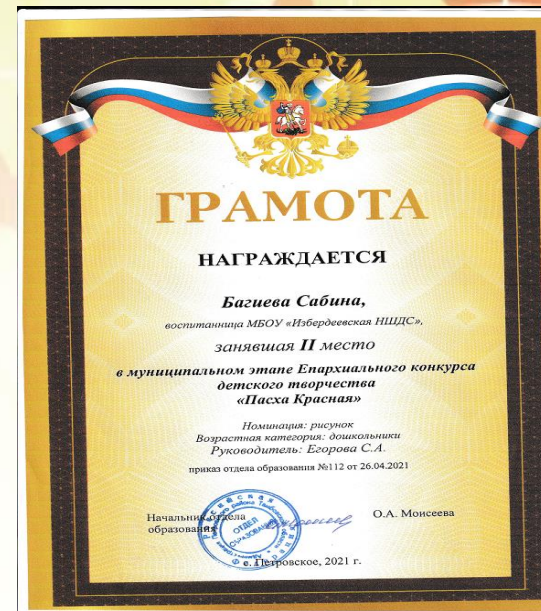 ГРАМОТА
НАГРАЖДАЕТСЯ
Багиева Сабина,
воспитанница МБОУ «Избердеевская НШДС»,
занявшая II место
в муниципальном этапе Епархиального конкурса
детского творчества
«Пасха Красная»
Номинация: рисунок
Возрастная категория: дошкольники
Руководитель: Егорова С.А.
приказ отдела образования №112 от 26.04.2021
Начальник отдела О.А. Моисеева
образования
ОТДЕЛ
ОБРАЗОВАНИЯ
с. Петровское, 2021 г.